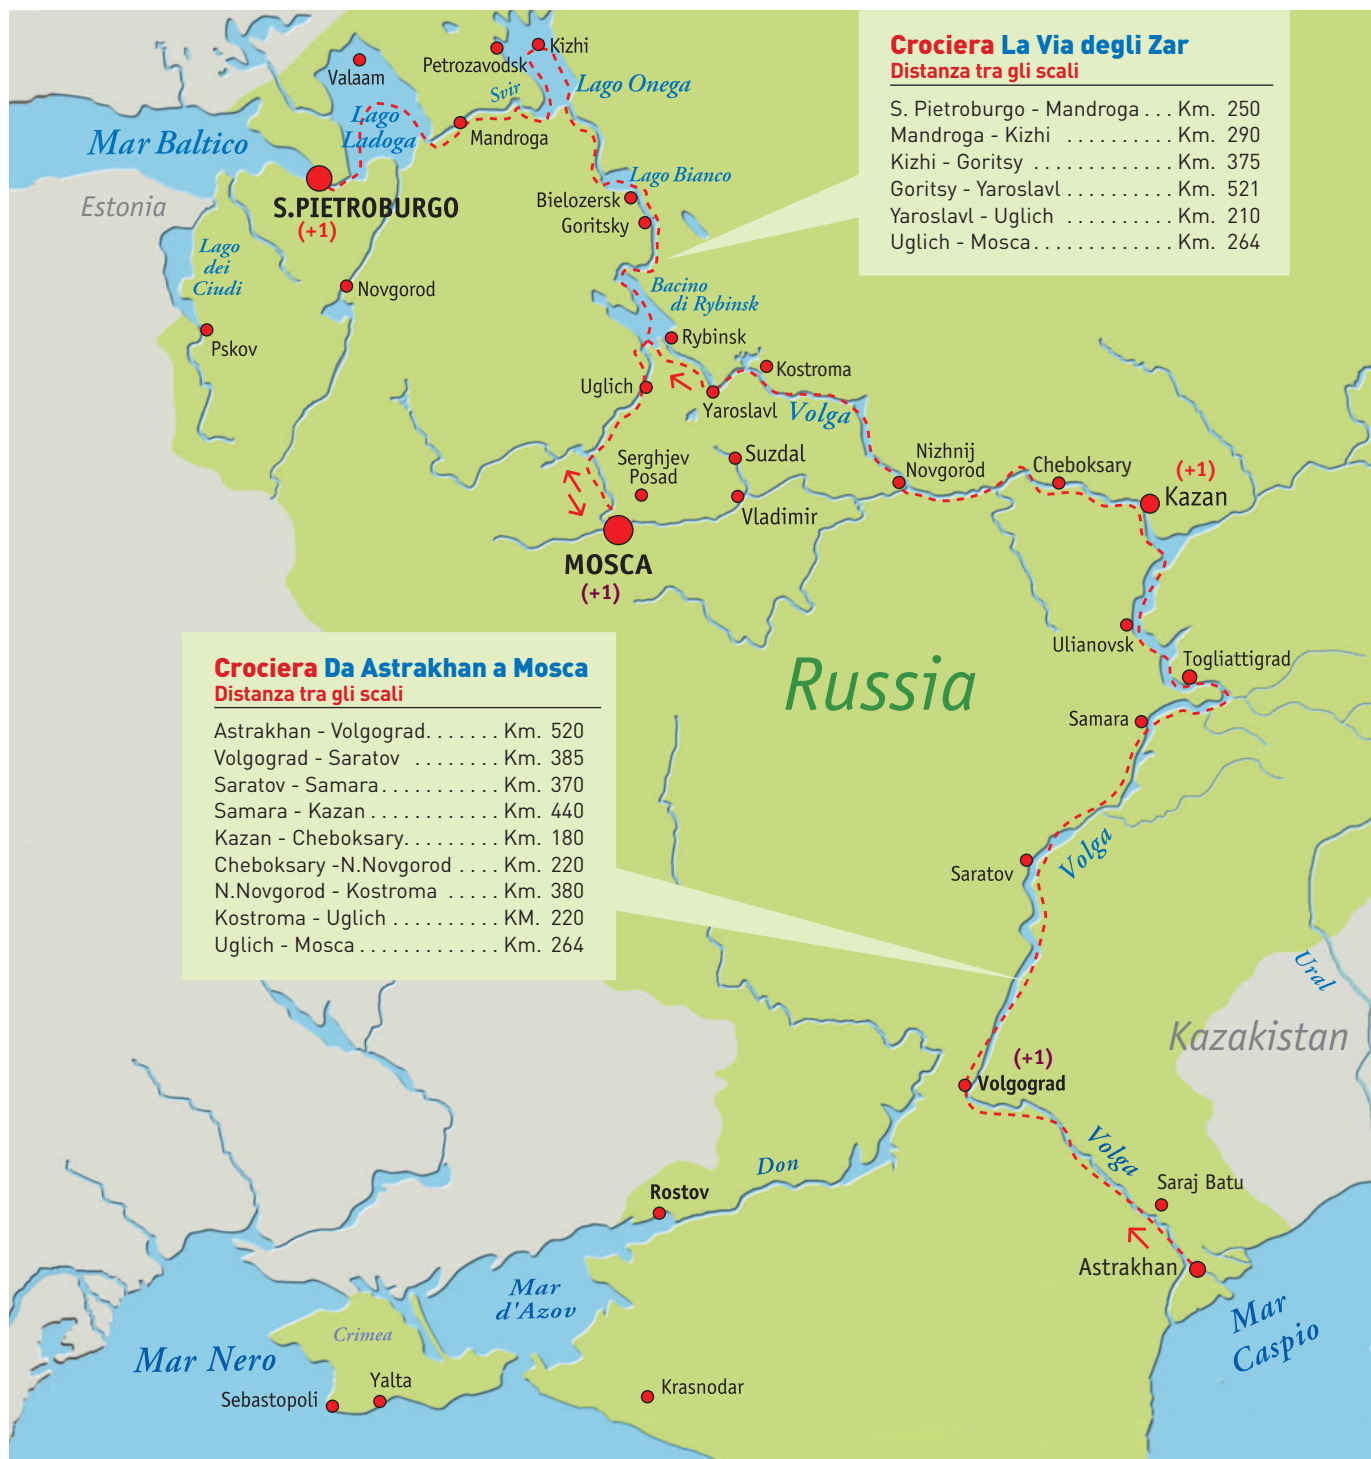 Crociera La Via degli Zar
Distanza tra gli scali
S. Pietroburgo - Mandroga . . . Km. 250
Mandroga - Kizhi . . . . . . . . . . Km. 290
Kizhi - Goritsy . . . . . . . . . . . . . Km. 375
Goritsy - Yaroslavl . . . . . . . . . . Km. 521
Yaroslavl - Uglich . . . . . . . . . . Km. 210
Uglich - Mosca . . . . . . . . . . . . . Km. 264
Kizhi
Petrozavodsk
Valaam
Svir
Lago Onega
Lago
Ladoga
Mandroga
Mar Baltico
Estonia
S.PIETROBURGO
(+1)
Lago Bianco
Bielozersk
Goritsky
Lago
dei
Ciudi
Novgorod
Bacino
di Rybinsk
Pskov
Rybinsk
Kostroma
Uglich
Yaroslavl
Volga
Serghjev
Posad
Suzdal
Vladimir
Nizhnij
Novgorod
Cheboksary
(+1)
Kazan
MOSCA
(+1)
Ulianovsk
Togliattigrad
Russia
Samara
Crociera Da Astrakhan a Mosca
Distanza tra gli scali
Astrakhan - Volgograd. . . . . . . Km. 520
Volgograd - Saratov . . . . . . . . Km. 385
Saratov - Samara . . . . . . . . . . . Km. 370
Samara - Kazan . . . . . . . . . . . . Km. 440
Kazan - Cheboksary. . . . . . . . . Km. 180
Cheboksary -N.Novgorod . . . . Km. 220
N.Novgorod - Kostroma . . . . . Km. 380
Kostroma - Uglich . . . . . . . . . . KM. 220
Uglich - Mosca . . . . . . . . . . . . . Km. 264
Volga
Saratov
Ural
Kazakistan
(+1)
Volgograd
Volga
Don
Saraj Batu
Rostov
Astrakhan
Mar
d'Azov
Mar
Caspio
Crimea
Mar Nero
Yalta
Sebastopoli
Krasnodar